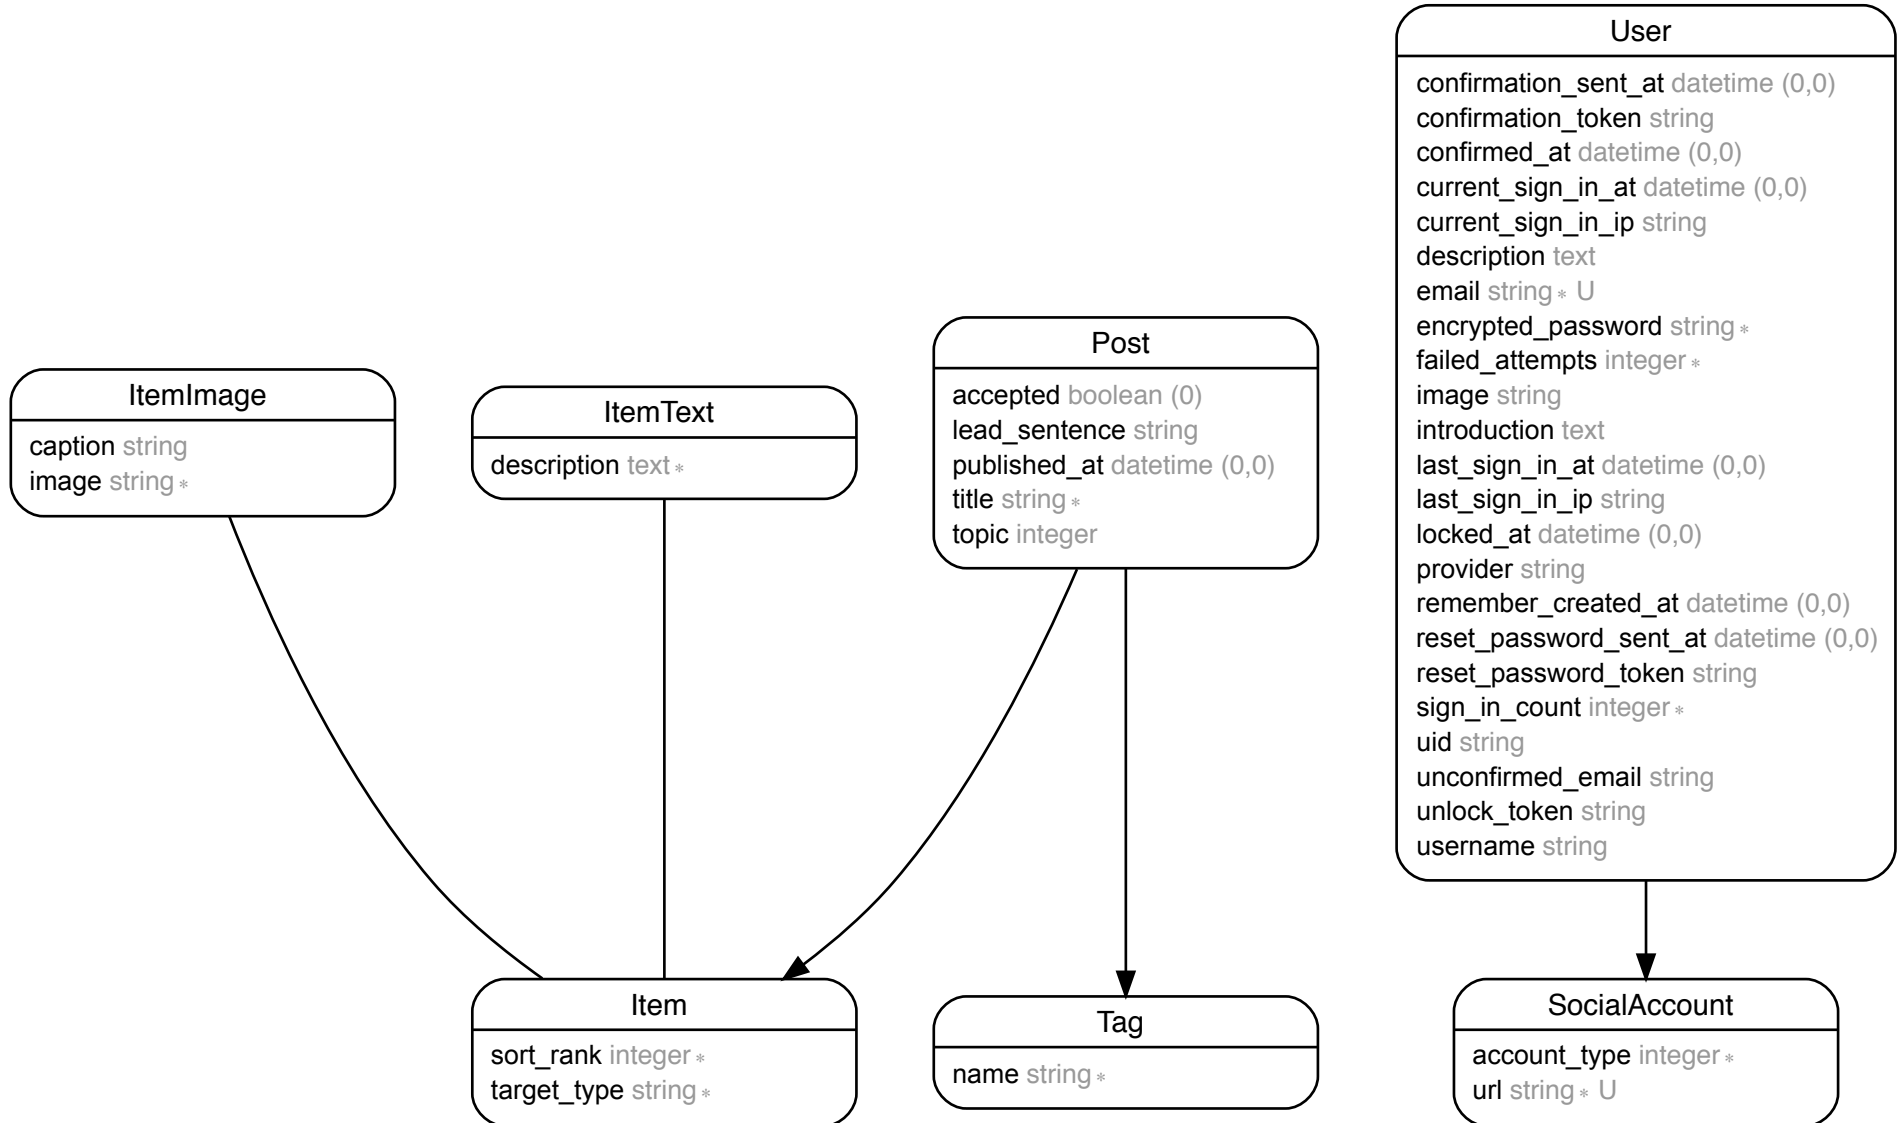 User
confirmation_sent_at datetime (0,0)
confirmation_token string
confirmed_at datetime (0,0)
current_sign_in_at datetime (0,0)
current_sign_in_ip string
description text
email string ∗ U
encrypted_password string ∗
failed_attempts integer ∗
image string
introduction text
last_sign_in_at datetime (0,0)
last_sign_in_ip string
locked_at datetime (0,0)
provider string
remember_created_at datetime (0,0)
reset_password_sent_at datetime (0,0)
reset_password_token string
sign_in_count integer ∗
uid string
unconfirmed_email string
unlock_token string
username string
ItemImage
caption string
image string ∗
ItemText
description text ∗
Post
accepted boolean (0)
lead_sentence string
published_at datetime (0,0)
title string ∗
topic integer
Item
sort_rank integer ∗
target_type string ∗
Tag
name string ∗
SocialAccount
account_type integer ∗
url string ∗ U